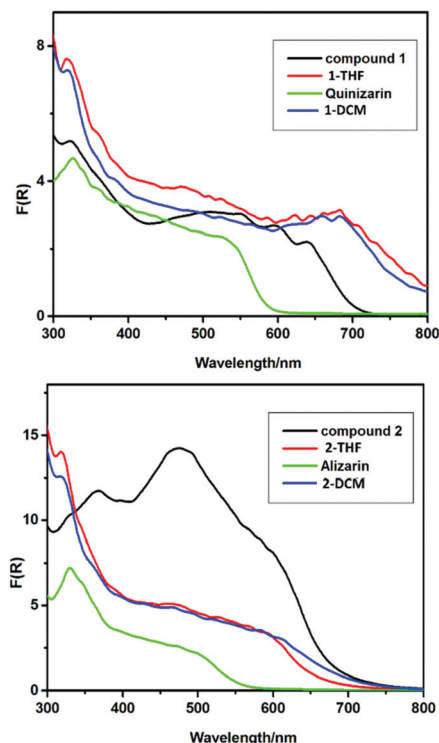 8
4
0
F(R)
compound 1
1-THF
Quinizarin
1-DCM
300 400 500 600 700 800
Wavelength/nm
15
10
5
0
F(R)
compound 2
2-THF
Alizarin
2-DCM
300 400 500 600 700 800
Wavelength/nm